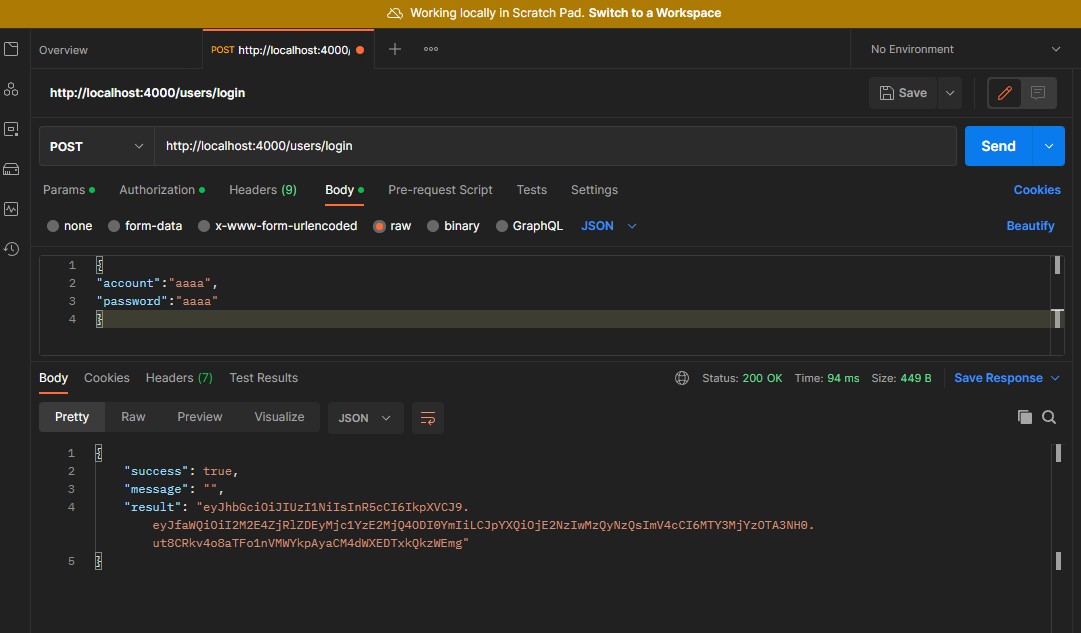 Working locally in Scratch Pad. Switch to a Workspace
Overview
POST http://localhost:4000/
No Environment
http://localhost:4000/users/login
Save
POST
http://localhost:4000/users/login
Send
Params
Authorization
Headers (9)
Body
Pre-request Script
Tests
Settings
Cookies
none
form-data
x-www-form-urlencoded
raw
binary
GraphQL
JSON
Beautify
1 {
2 "account":"aaaa",
3 "password":"aaaa"
4 }
Body
Cookies
Headers (7)
Test Results
Status: 200 OK
Time: 94 ms
Size: 449 B
Save Response
Pretty
Raw
Preview
Visualize
JSON
1 {
2 "success": true,
3 "message": "",
4 "result": "eyJhbGciOiJIUzI1NiIsInR5cCI6IkpXVCJ9.
eyJfaWQiOiI2M2E4ZjRlZDEyMjc1YzE2MjQ4ODI0YmIiLCJpYXQiOjE2NzIwMzQyNzQsImV4cCI6MTY3MjYzOTA3NH0.
ut8CRkv4o8aTFo1nVMWYkpAyaCM4dWXEDTxkQkzWEmg"
5 }